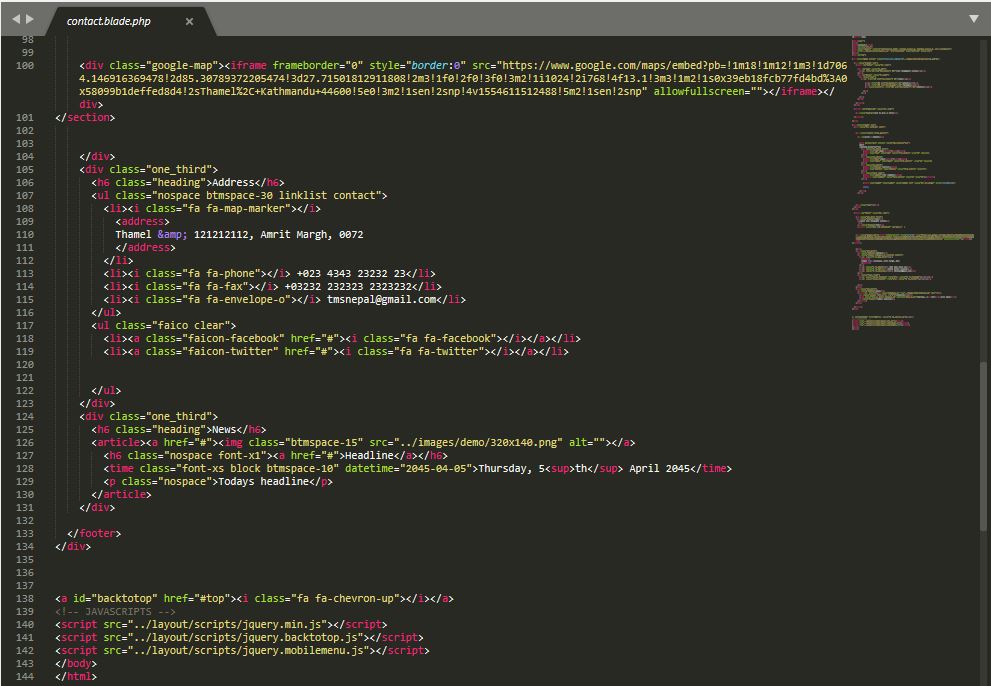 contact.blade.php
98
99
100 <div class="google-map"><iframe frameborder="0" style="border:0" src="https://www.google.com/maps/embed?pb=!1m18!1m12!1m3!1d706
4.146916369478!2d85.30789372205474!3d27.71501812911808!2m3!1f0!2f0!3f0!3m2!1i1024!2i768!4f13.1!3m3!1m2!1s0x39eb18fcb77fd4bd%3A0
x58099b1deffed8d4!2sThamel%2C+Kathmandu+44600!5e0!3m2!1sen!2snp!4v1554611512488!5m2!1sen!2snp" allowfullscreen=""></iframe></
div>
101 </section>
102
103
104 </div>
105 <div class="one_third">
106 <h6 class="heading">Address</h6>
107 <ul class="nospace btmspace-30 linklist contact">
108 <li><i class="fa fa-map-marker"></i>
109 <address>
110 Thamel &amp; 121212112, Amrit Margh, 0072
111 </address>
112 </li>
113 <li><i class="fa fa-phone"></i> +023 4343 23232 23</li>
114 <li><i class="fa fa-fax"></i> +03232 232323 2323232</li>
115 <li><i class="fa fa-envelope-o"></i> tmsnepal@gmail.com</li>
116 </ul>
117 <ul class="faico clear">
118 <li><a class="faicon-facebook" href="#"><i class="fa fa-facebook"></i></a></li>
119 <li><a class="faicon-twitter" href="#"><i class="fa fa-twitter"></i></a></li>
120
121
122 </ul>
123 </div>
124 <div class="one_third">
125 <h6 class="heading">News</h6>
126 <article><a href="#"><img class="btmspace-15" src="../images/demo/320x140.png" alt=""></a>
127 <h6 class="nospace font-x1"><a href="#">Headline</a></h6>
128 <time class="font-xs block btmspace-10" datetime="2045-04-05">Thursday, 5<sup>th</sup> April 2045</time>
129 <p class="nospace">Todays headline</p>
130 </article>
131 </div>
132
133 </footer>
134 </div>
135
136
137
138 <a id="backtotop" href="#top"><i class="fa fa-chevron-up"></i></a>
139 <!-- JAVASCRIPTS -->
140 <script src="../layout/scripts/jquery.min.js"></script>
141 <script src="../layout/scripts/jquery.backtotop.js"></script>
142 <script src="../layout/scripts/jquery.mobilemenu.js"></script>
143 </body>
144 </html>